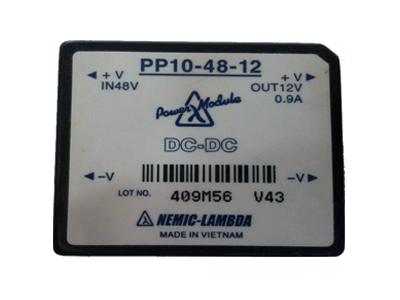 PP10-48-12
+ V
IN48V
+ V
OUT12V
0.9A
Power Module
DC-DC
-V
-V
LOT NO. 409M56 V43
NEMIC-LAMBDA
MADE IN VIETNAM